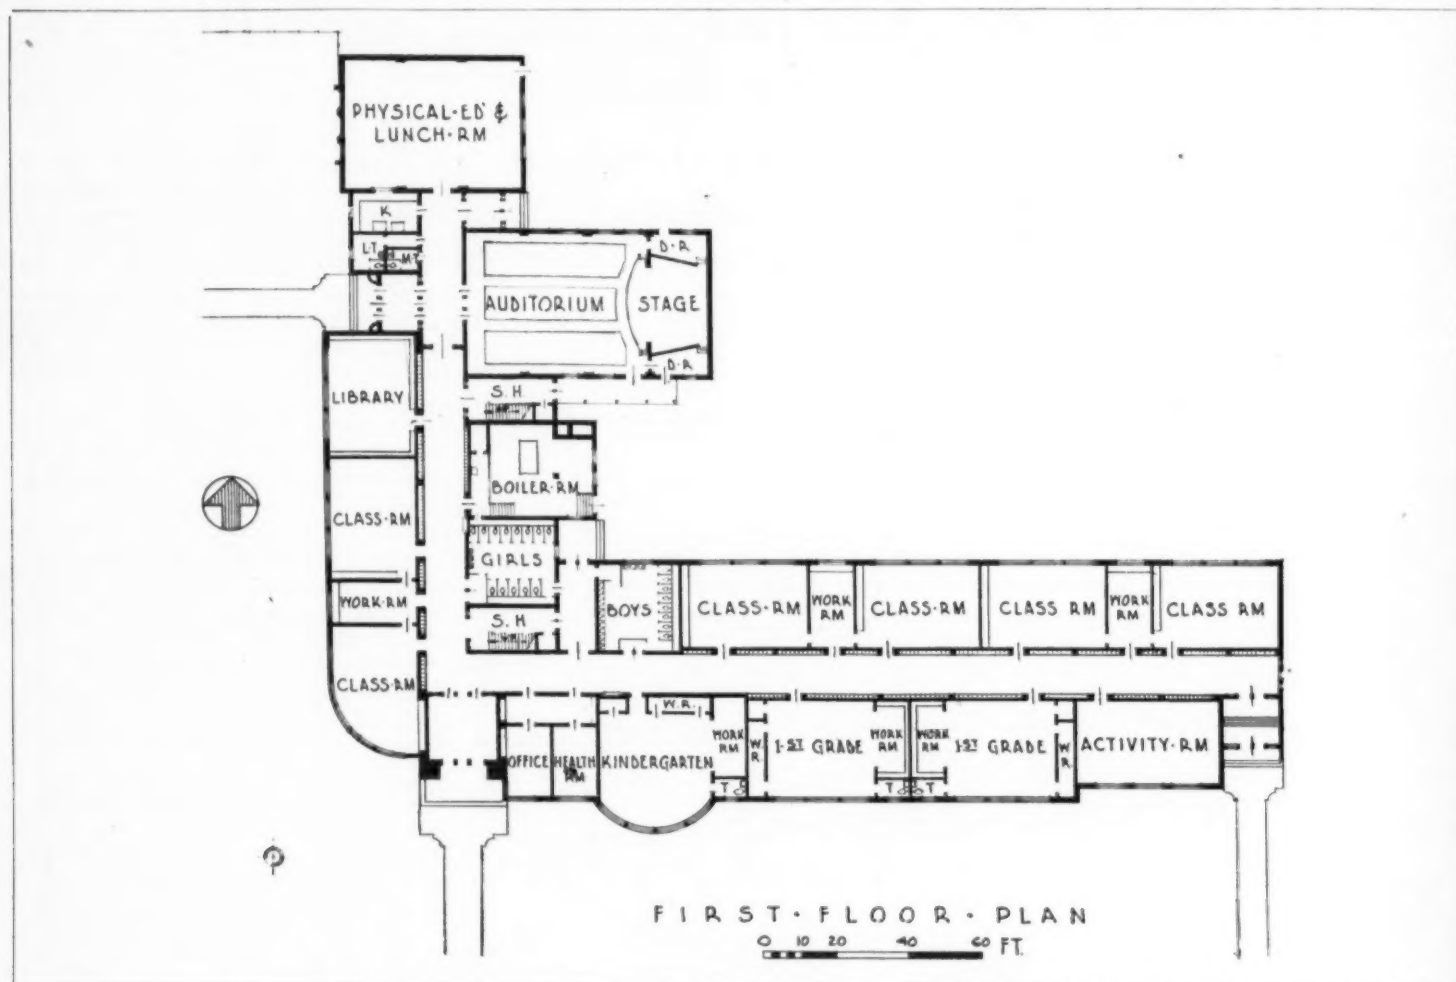 PHYSICAL·ED' &
LUNCH·RM
K
L·T.
M·T
D·R
AUDITORIUM
STAGE
D·R
S.H.
LIBRARY
BOILER·RM
CLASS·RM
GIRLS
WORK·RM
BOYS
CLASS·RM
WORK
RM
CLASS·RM
CLASS RM
WORK
RM
CLASS RM
S.H
CLASS·RM
W.R.
OFFICE
HEALTH
RM
KINDERGARTEN
WORK
RM
T
W.
R.
1·ST GRADE
WORK
RM
T
WORK
RM
T
1·ST GRADE
W.
R.
ACTIVITY·RM
FIRST·FLOOR·PLAN
0 10 20 40 60 FT.